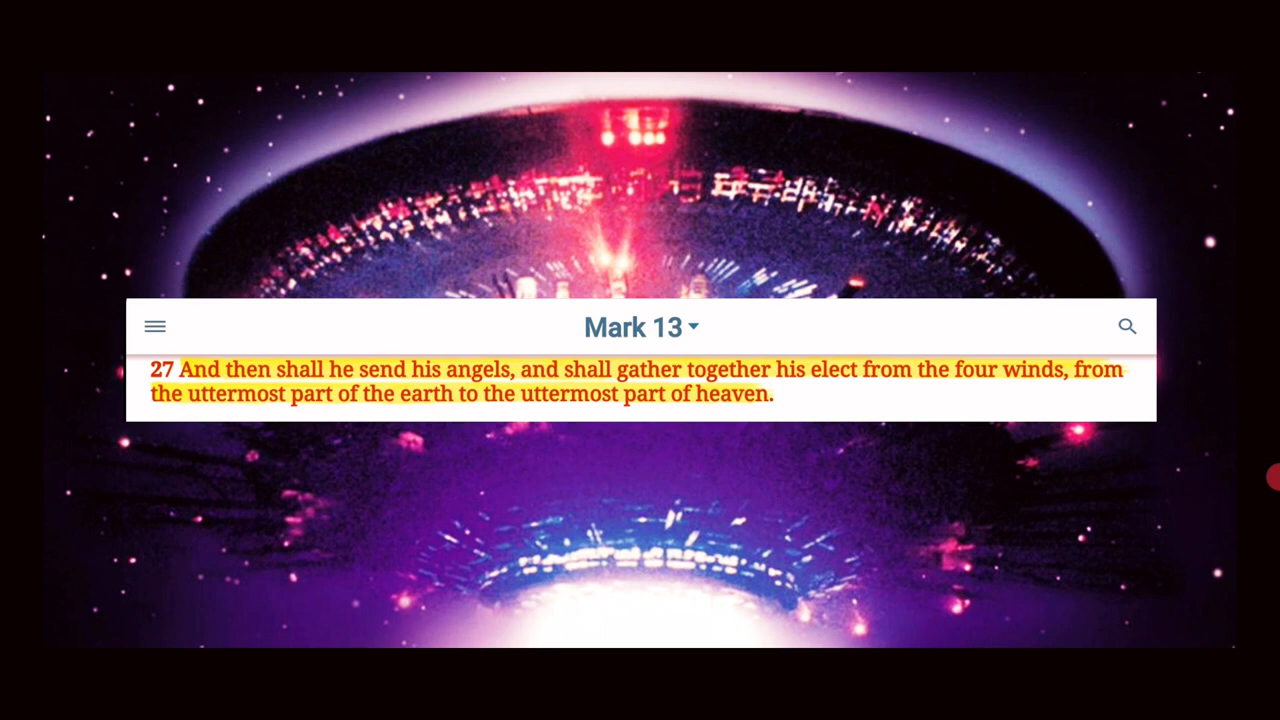 Mark 13
27 And then shall he send his angels, and shall gather together his elect from the four winds, from
the uttermost part of the earth to the uttermost part of heaven.